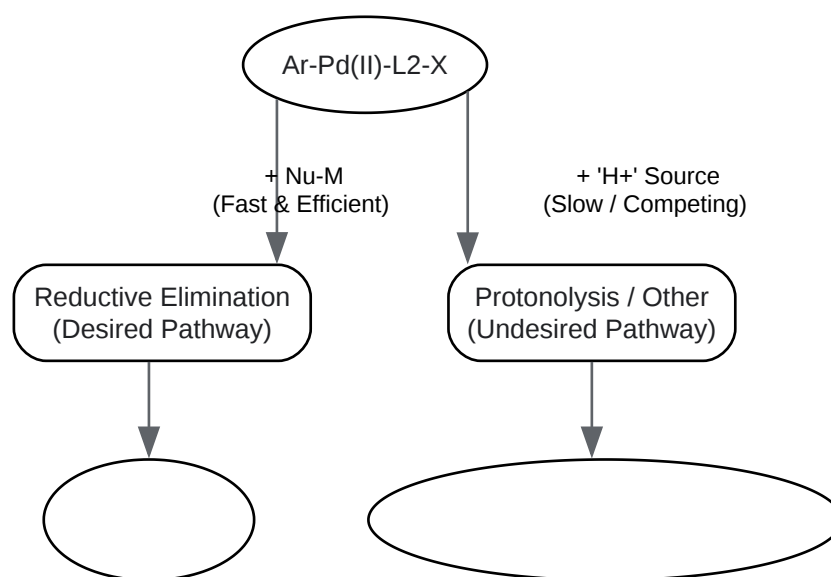 Ar-Pd(II)-L2-X
+ Nu-M
(Fast & Efficient)
+ 'H+' Source
(Slow / Competing)
Reductive Elimination
(Desired Pathway)
Protonolysis / Other
(Undesired Pathway)